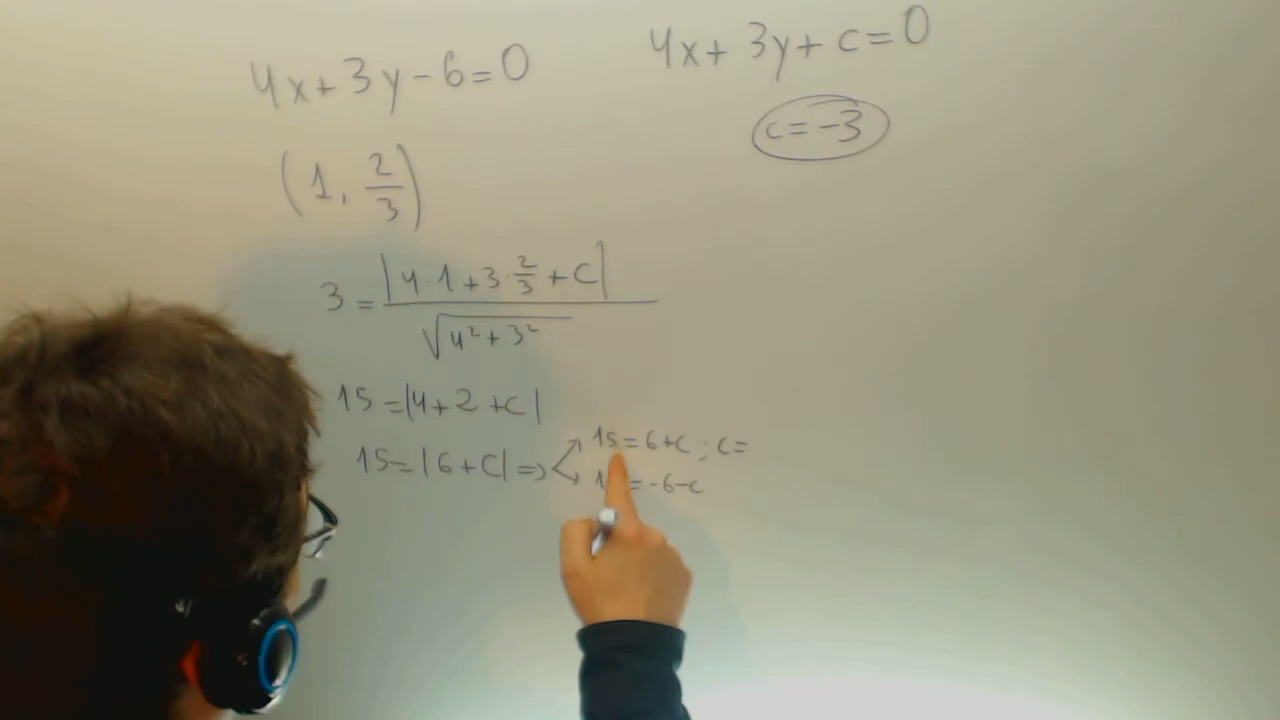 4x+3y-6=0
4x+3y+c=0
c=-3
(1, 2/3)
3 = |4·1+3·2/3+C| / √4²+3²
15=|4+2+C|
15=|6+C| ⇒
15=6+c ; c=
1 =-6-c